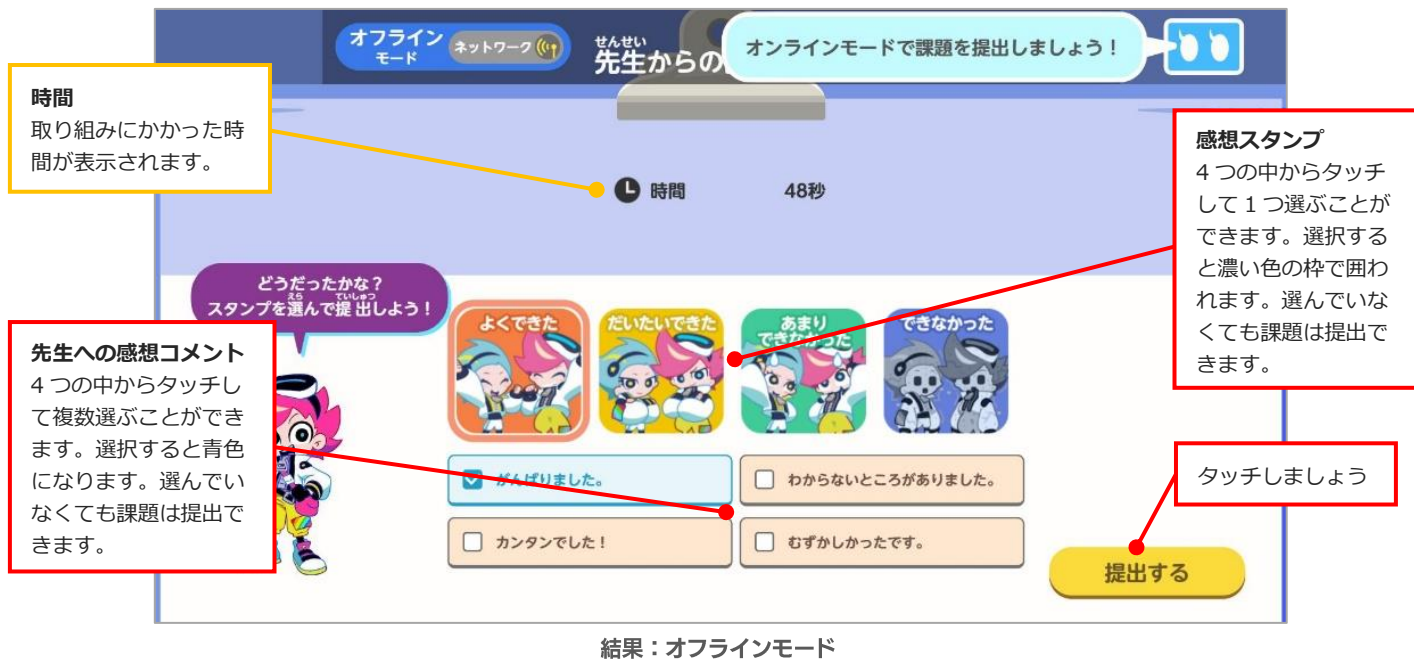 オフライン
モード
ネットワーク
せんせい
先生からの
オンラインモードで課題を提出しましょう！
時間
取り組みにかかった時
間が表示されます。
時間
48秒
感想スタンプ
4 つの中からタッチ
して 1 つ選ぶことが
できます。選択する
と濃い色の枠で囲わ
れます。選んでいな
くても課題は提出で
きます。
どうだったかな？
えら
ていしゅつ
スタンプを選んで提出しよう！
先生への感想コメント
4 つの中からタッチし
て複数選ぶことができ
ます。選択すると青色
になります。選んでい
なくても課題は提出で
きます。
よくできた
だいたいできた
あまり
できなかった
できなかった
がんばりました。
わからないところがありました。
カンタンでした！
むずかしかったです。
タッチしましょう
提出する
結果：オフラインモード